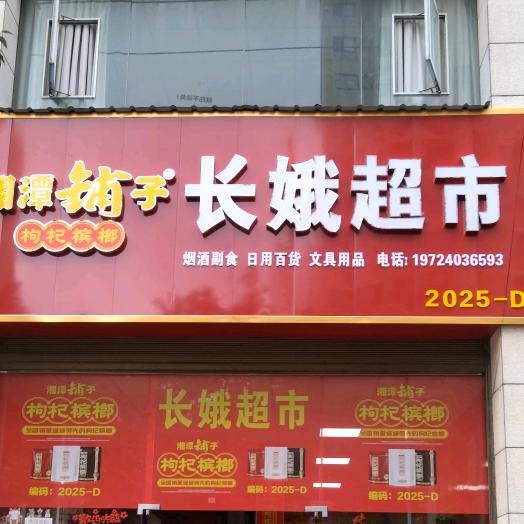 湘潭铺子
枸杞槟榔
长娥超市
烟酒副食 日用百货 文具用品 电话: 19724036593
2025-D
湘潭铺子
枸杞槟榔
编码: 2025-D
长娥超市
湘潭铺子
枸杞槟榔
编码: 2025-D
湘潭铺子
枸杞槟榔
编码: 2025-D